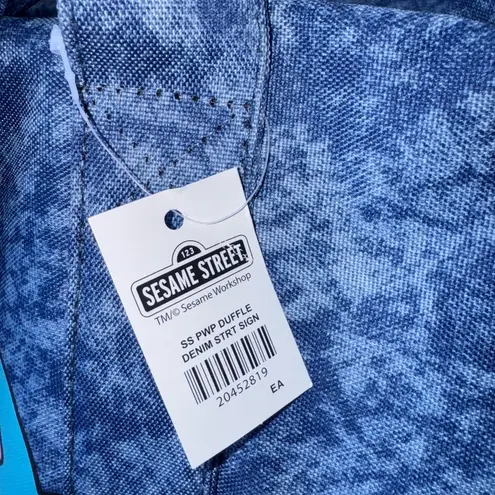 123
SESAME STREET
TM/© Sesame Workshop
SS PWP DUFFLE
DENIM STRT SIGN
20452819
EA